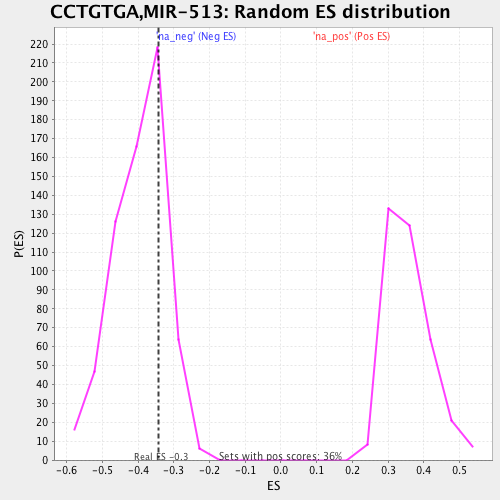 CCTGTGA,MIR-513: Random ES distribution
'na_neg' (Neg ES)
'na_pos' (Pos ES)
220
210
200
190
180
170
160
150
140
130
120
110
100
90
80
70
60
50
40
30
20
10
0
P(ES)
Real ES -0.3
Sets with pos scores: 36%
-0.6 -0.5 -0.4 -0.3 -0.2 -0.1 0.0 0.1 0.2 0.3 0.4 0.5
ES